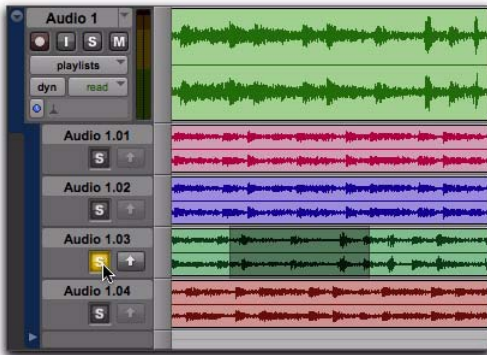 Audio 1
I S M
playlists
dyn read
Audio 1.01
S
Audio 1.02
S
Audio 1.03
S
Audio 1.04
S